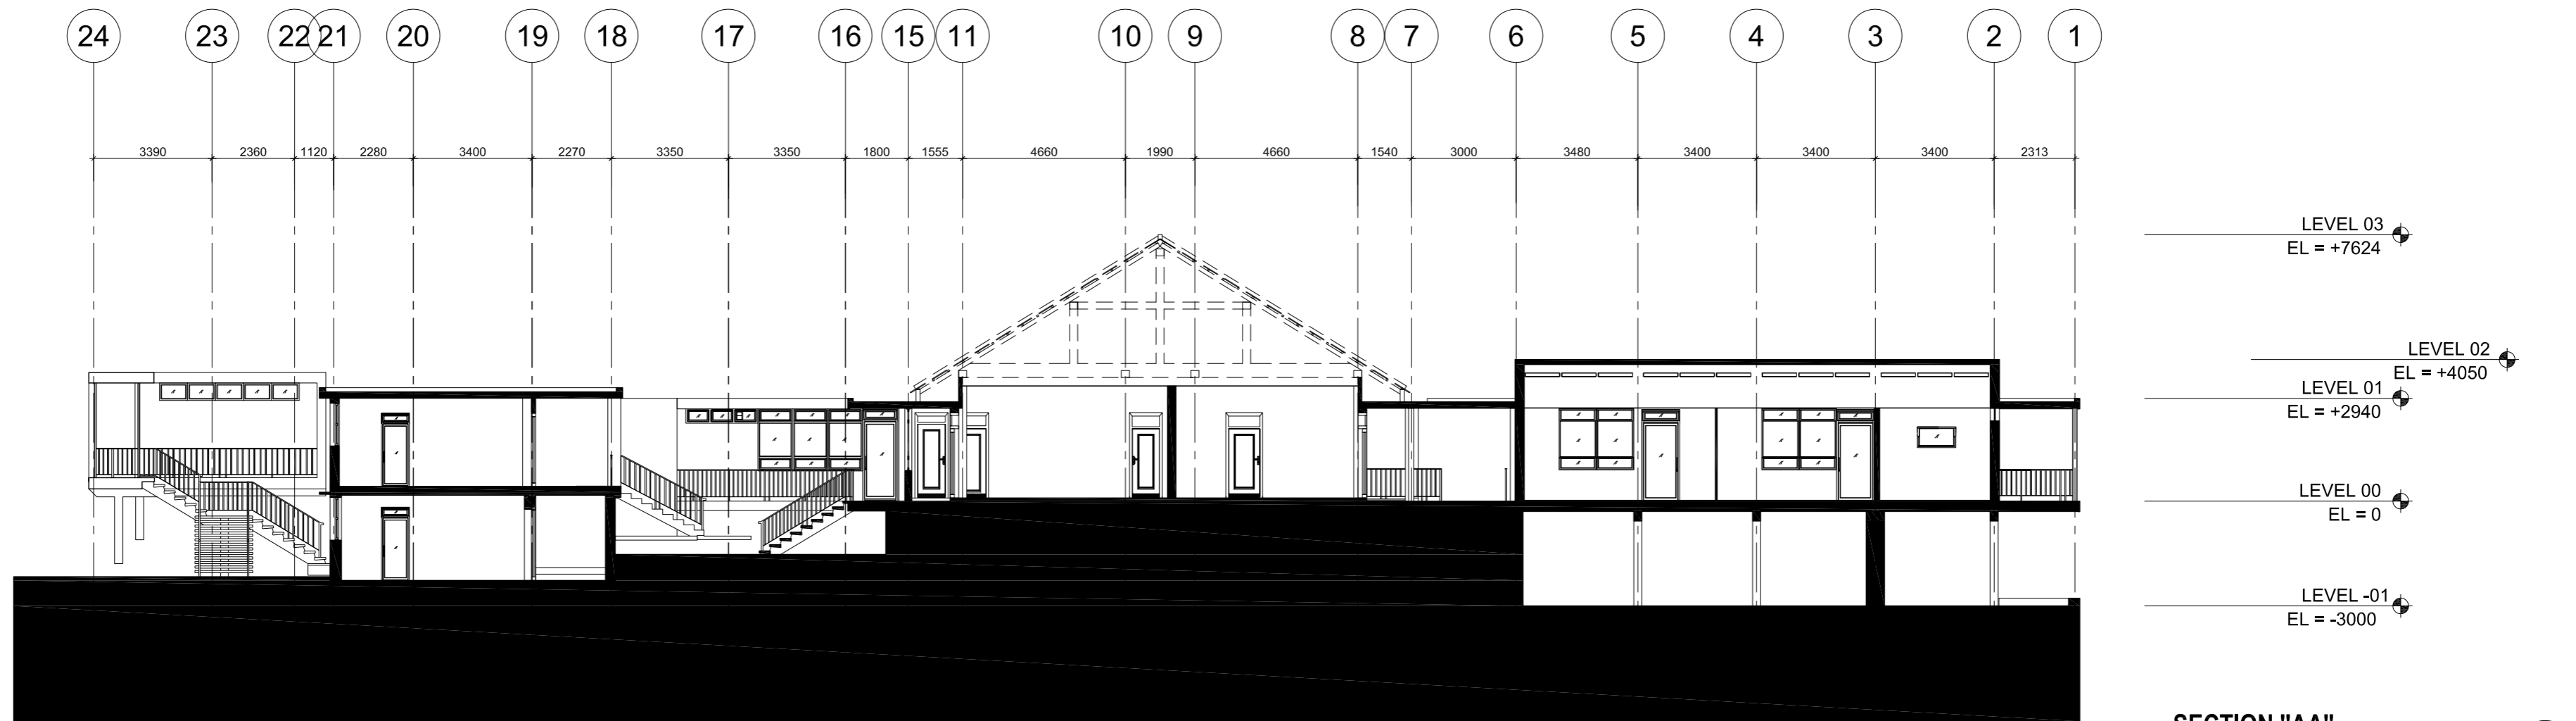 24 23 22 21 20 19 18 17 16 15 11 10 9 8 7 6 5 4 3 2 1
3390 2360 1120 2280 3400 2270 3350 3350 1800 1555 4660 1990 4660 1540 3000 3480 3400 3400 3400 2313
LEVEL 03
EL = +7624
LEVEL 02
EL = +4050
LEVEL 01
EL = +2940
LEVEL 00
EL = 0
LEVEL -01
EL = -3000
SECTION "AA"